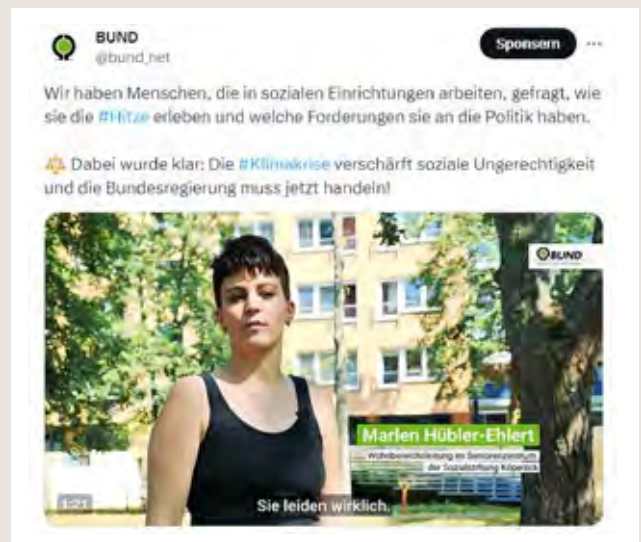 BUND
@bund_net
Sponsern
Wir haben Menschen, die in sozialen Einrichtungen arbeiten, gefragt, wie
sie die #Hitze erleben und welche Forderungen sie an die Politik haben.
⚖️ Dabei wurde klar: Die #Klimakrise verschärft soziale Ungerechtigkeit
und die Bundesregierung muss jetzt handeln!
BUND
Marlen Hübler-Ehlert
Wohnbereichsleitung im Seniorenzentrum
der Sozialstiftung Köpenick
1:21
Sie leiden wirklich.